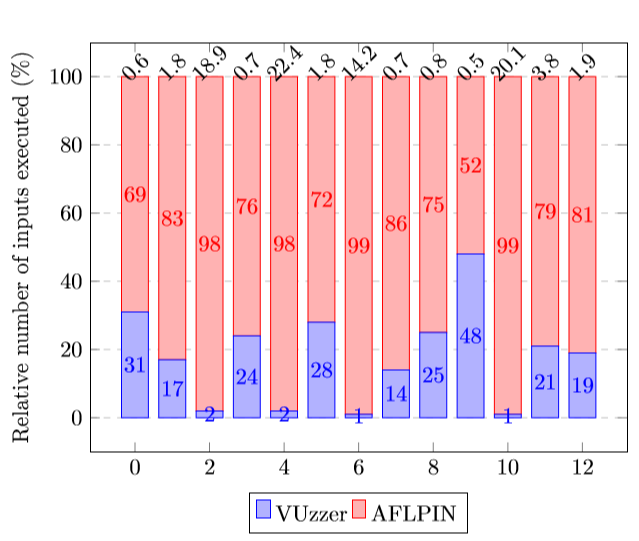 Relative number of inputs executed (%)
0.6 1.8 18.9 0.7 22.4 1.8 14.2 0.7 0.8 0.5 20.1 3.8 1.9
100
80
60
40
20
0
69 83 98 76 98 72 99 86 75 52 99 79 81
31 17 2 24 2 28 1 14 25 48 1 21 19
0 2 4 6 8 10 12
VUzzer AFLPIN